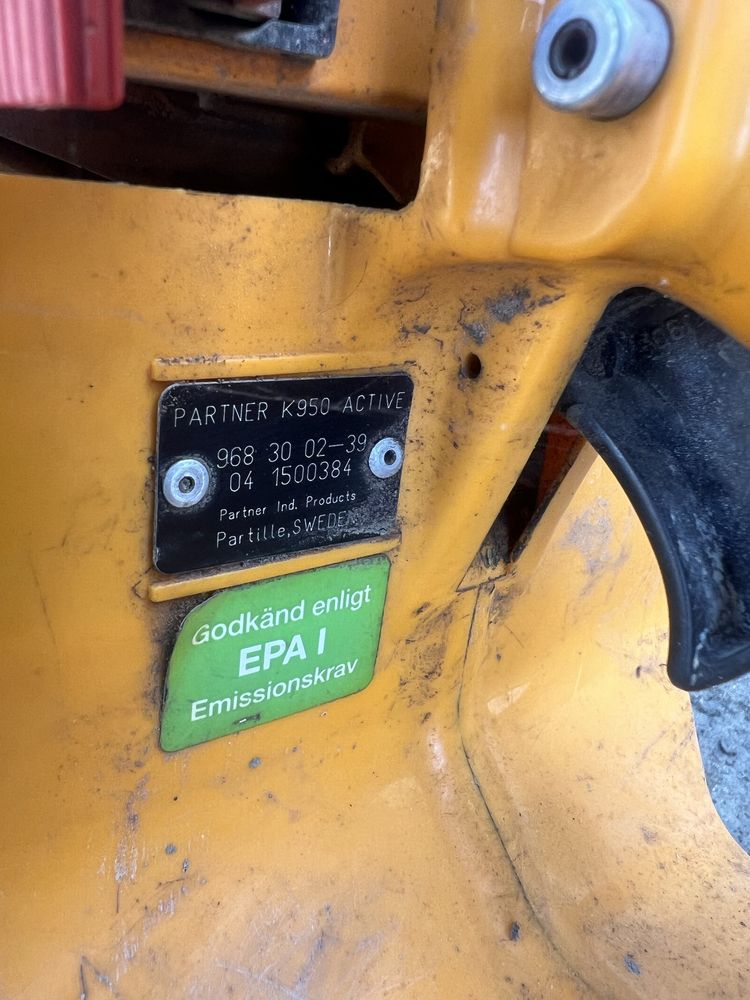 PARTNER K950 ACTIVE
968 30 02-39
04 1500384
Partner Ind. Products
Partille, SWEDEN
Godkänd enligt
EPA I
Emissionskrav